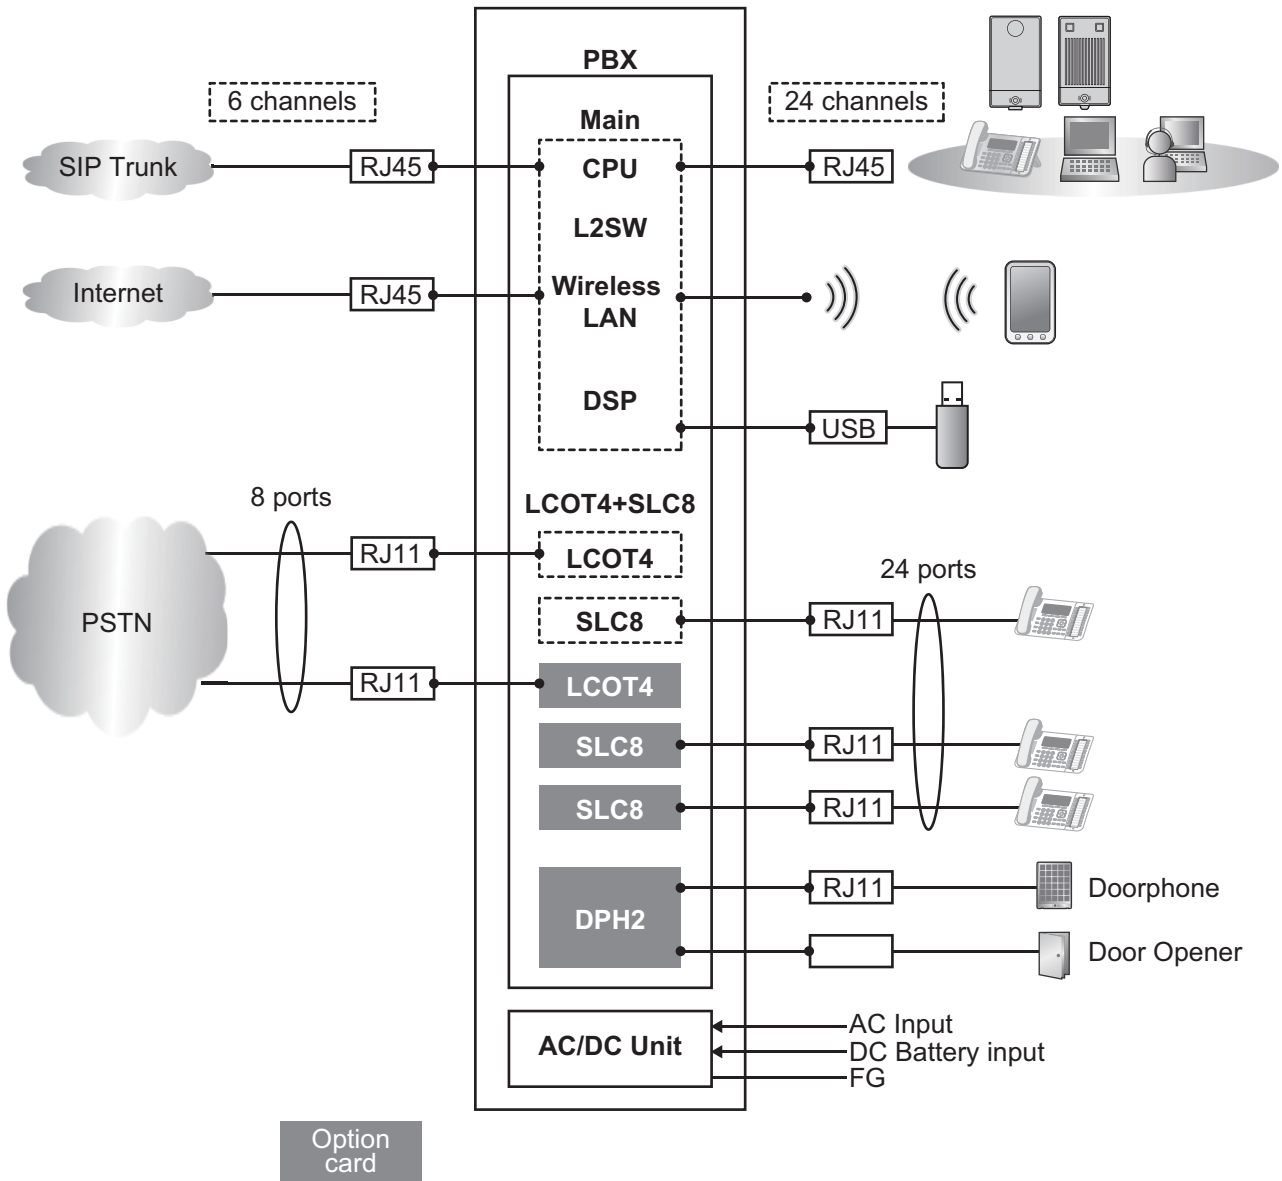 PBX
6 channels
24 channels
Main
SIP Trunk
RJ45
CPU
RJ45
L2SW
Internet
RJ45
Wireless
LAN
DSP
USB
8 ports
LCOT4+SLC8
RJ11
LCOT4
24 ports
PSTN
SLC8
RJ11
RJ11
LCOT4
SLC8
RJ11
SLC8
RJ11
DPH2
RJ11
Doorphone
Door Opener
AC/DC Unit
AC Input
DC Battery input
FG
Option
card